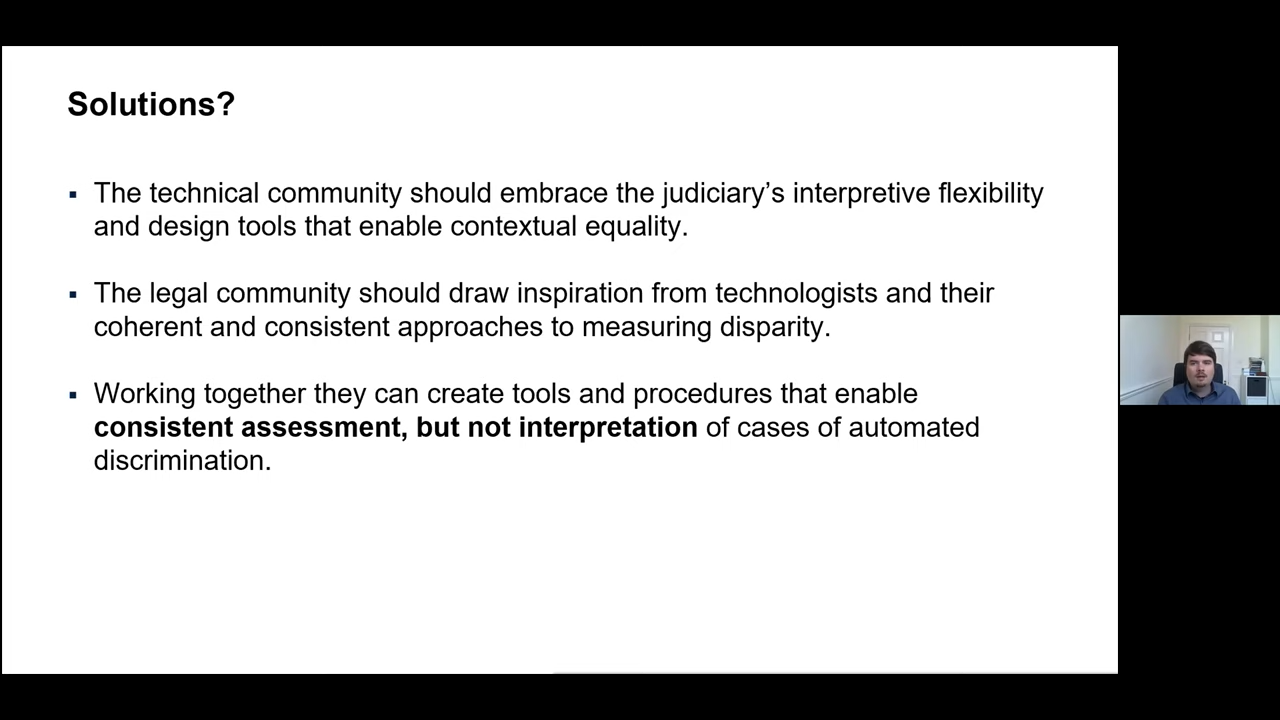 Solutions?
▪ The technical community should embrace the judiciary’s interpretive flexibility
and design tools that enable contextual equality.
▪ The legal community should draw inspiration from technologists and their
coherent and consistent approaches to measuring disparity.
▪ Working together they can create tools and procedures that enable
consistent assessment, but not interpretation of cases of automated
discrimination.